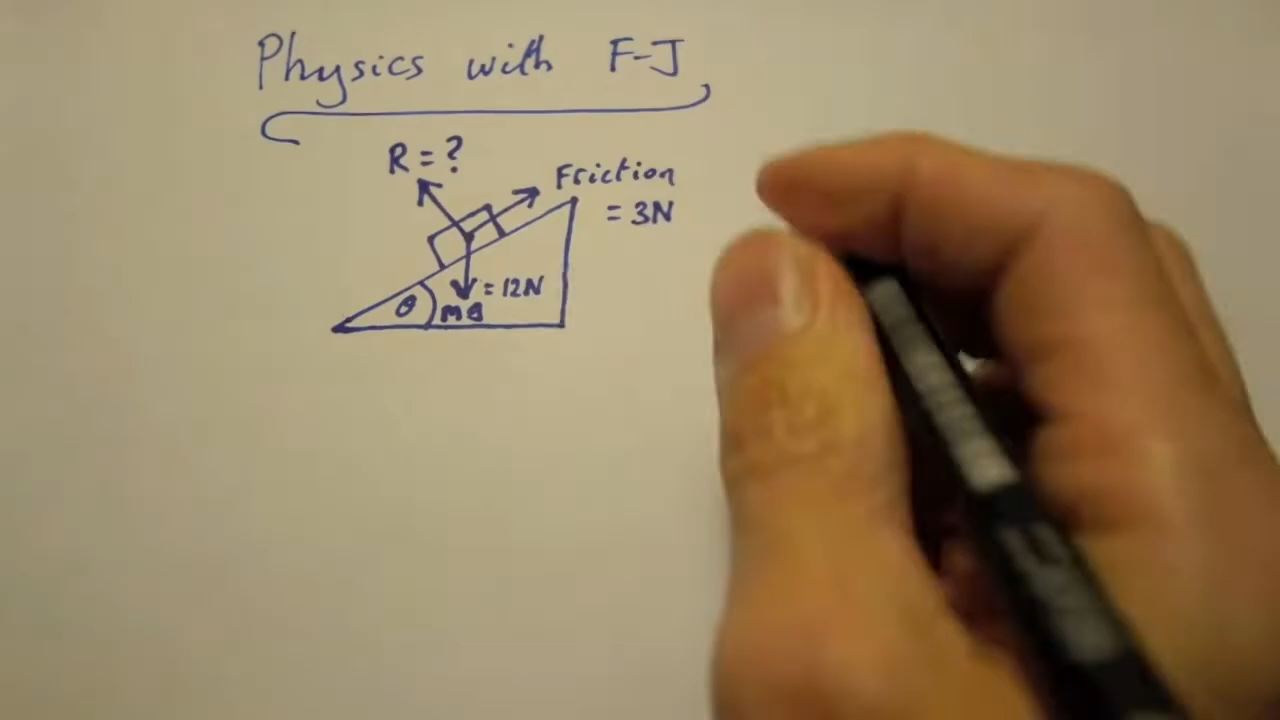 Physics with F-J
R = ?
Friction
= 3N
= 12N
θ
mg